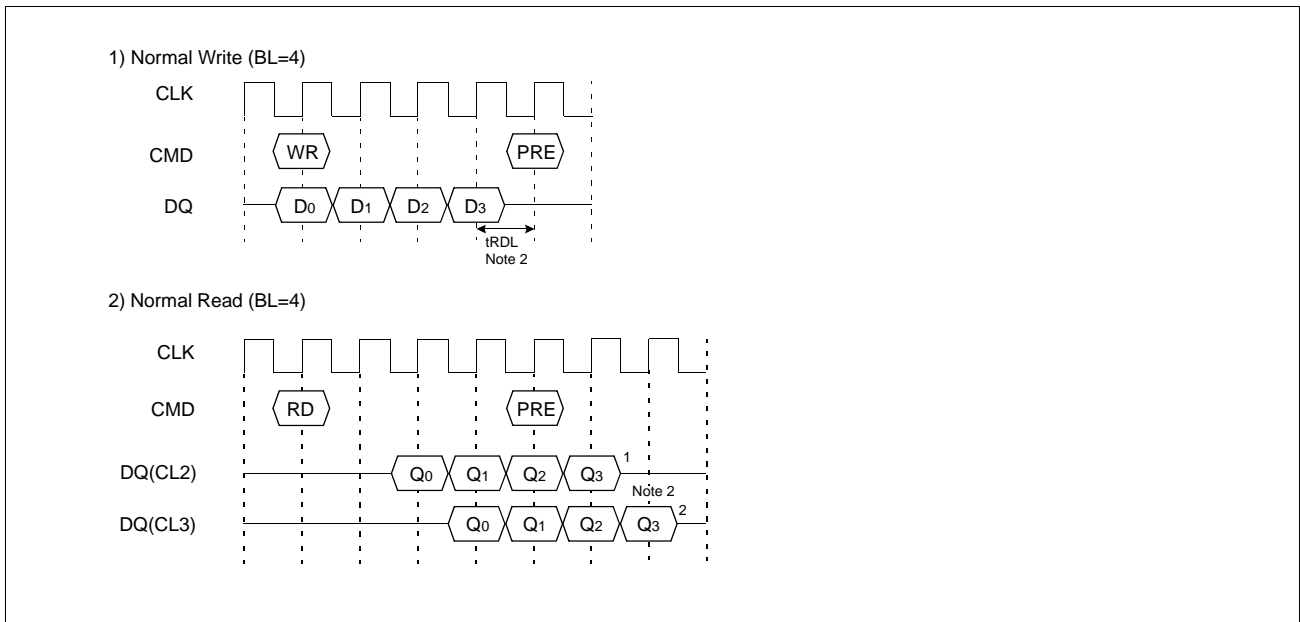 1) Normal Write (BL=4)
CLK
CMD WR PRE
DQ D0 D1 D2 D3
tRDL
Note 2
2) Normal Read (BL=4)
CLK
CMD RD PRE
DQ(CL2) Q0 Q1 Q2 Q3 1
Note 2
DQ(CL3) Q0 Q1 Q2 Q3 2